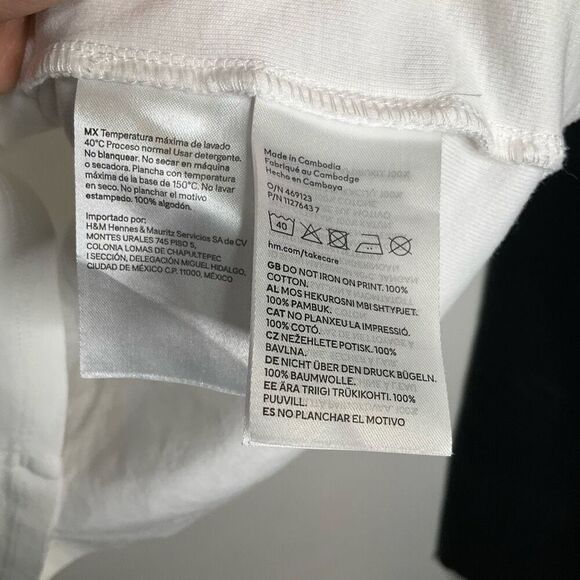 MX Temperatura máxima de lavado
40°C Proceso normal Usar detergente.
No blanquear. No secar en máquina
o secadora. Plancha con temperatura
máxima de la base de 150°C. No lavar
en seco. No planchar el motivo
estampado. 100% algodón.
Importado por:
H&M Hennes & Mauritz Servicios SA de CV
MONTES URALES 745 PISO 5,
COLONIA LOMAS DE CHAPULTEPEC
I SECCIÓN, DELEGACIÓN MIGUEL HIDALGO,
CIUDAD DE MÉXICO C.P. 11000, MÉXICO
Made in Cambodia
Fabriqué au Cambodge
Hecho en Camboya
O/N 469123
P/N 1127643 7
40
hm.com/takecare
GB DO NOT IRON ON PRINT. 100%
COTTON.
AL MOS HEKUROSNI MBI SHTYPJET.
100% PAMBUK.
CAT NO PLANXEU LA IMPRESSIÓ.
100% COTÓ.
CZ NEŽEHLETE POTISK. 100%
BAVLNA.
DE NICHT ÜBER DEN DRUCK BÜGELN.
100% BAUMWOLLE.
EE ÄRA TRIIGI TRÜKIKOHTI. 100%
PUUVILL.
ES NO PLANCHAR EL MOTIVO